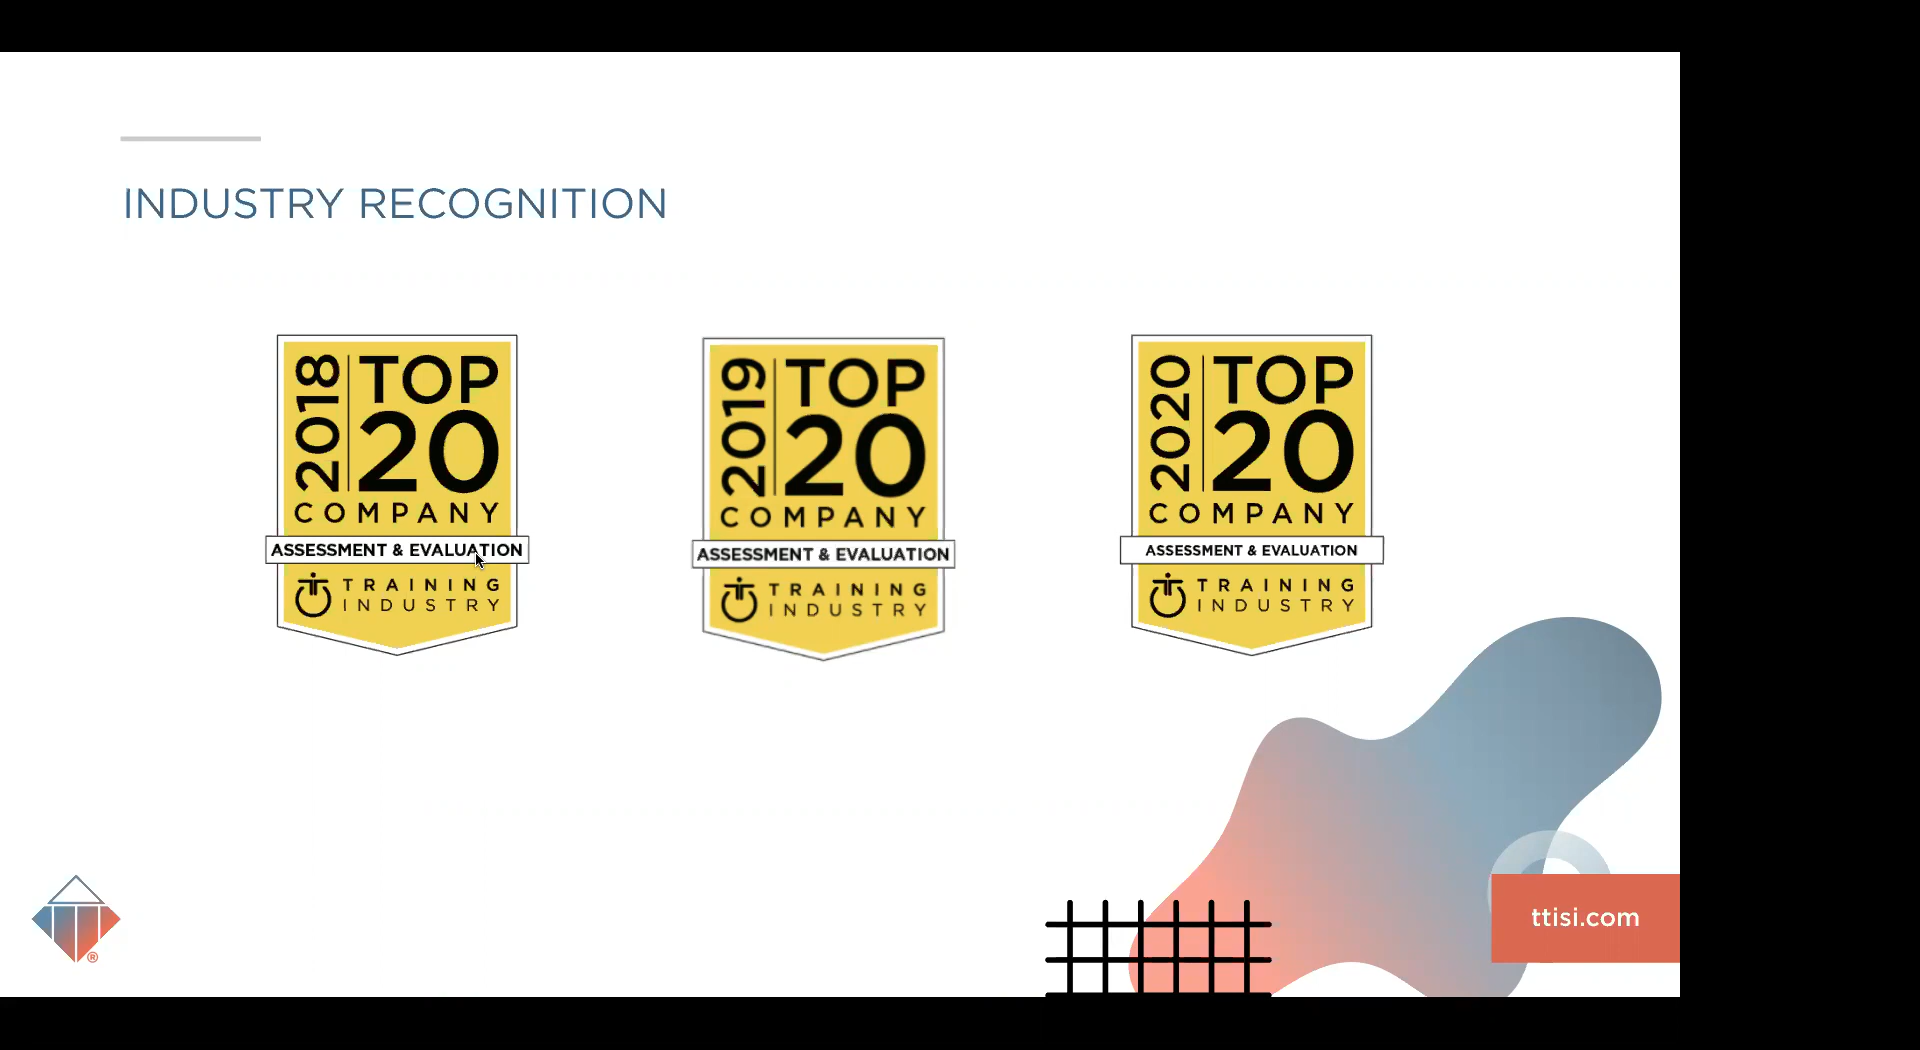 INDUSTRY RECOGNITION
2018
TOP
20
COMPANY
ASSESSMENT & EVALUATION
TRAINING
INDUSTRY
2019
TOP
20
COMPANY
ASSESSMENT & EVALUATION
TRAINING
INDUSTRY
2020
TOP
20
COMPANY
ASSESSMENT & EVALUATION
TRAINING
INDUSTRY
®
ttisi.com